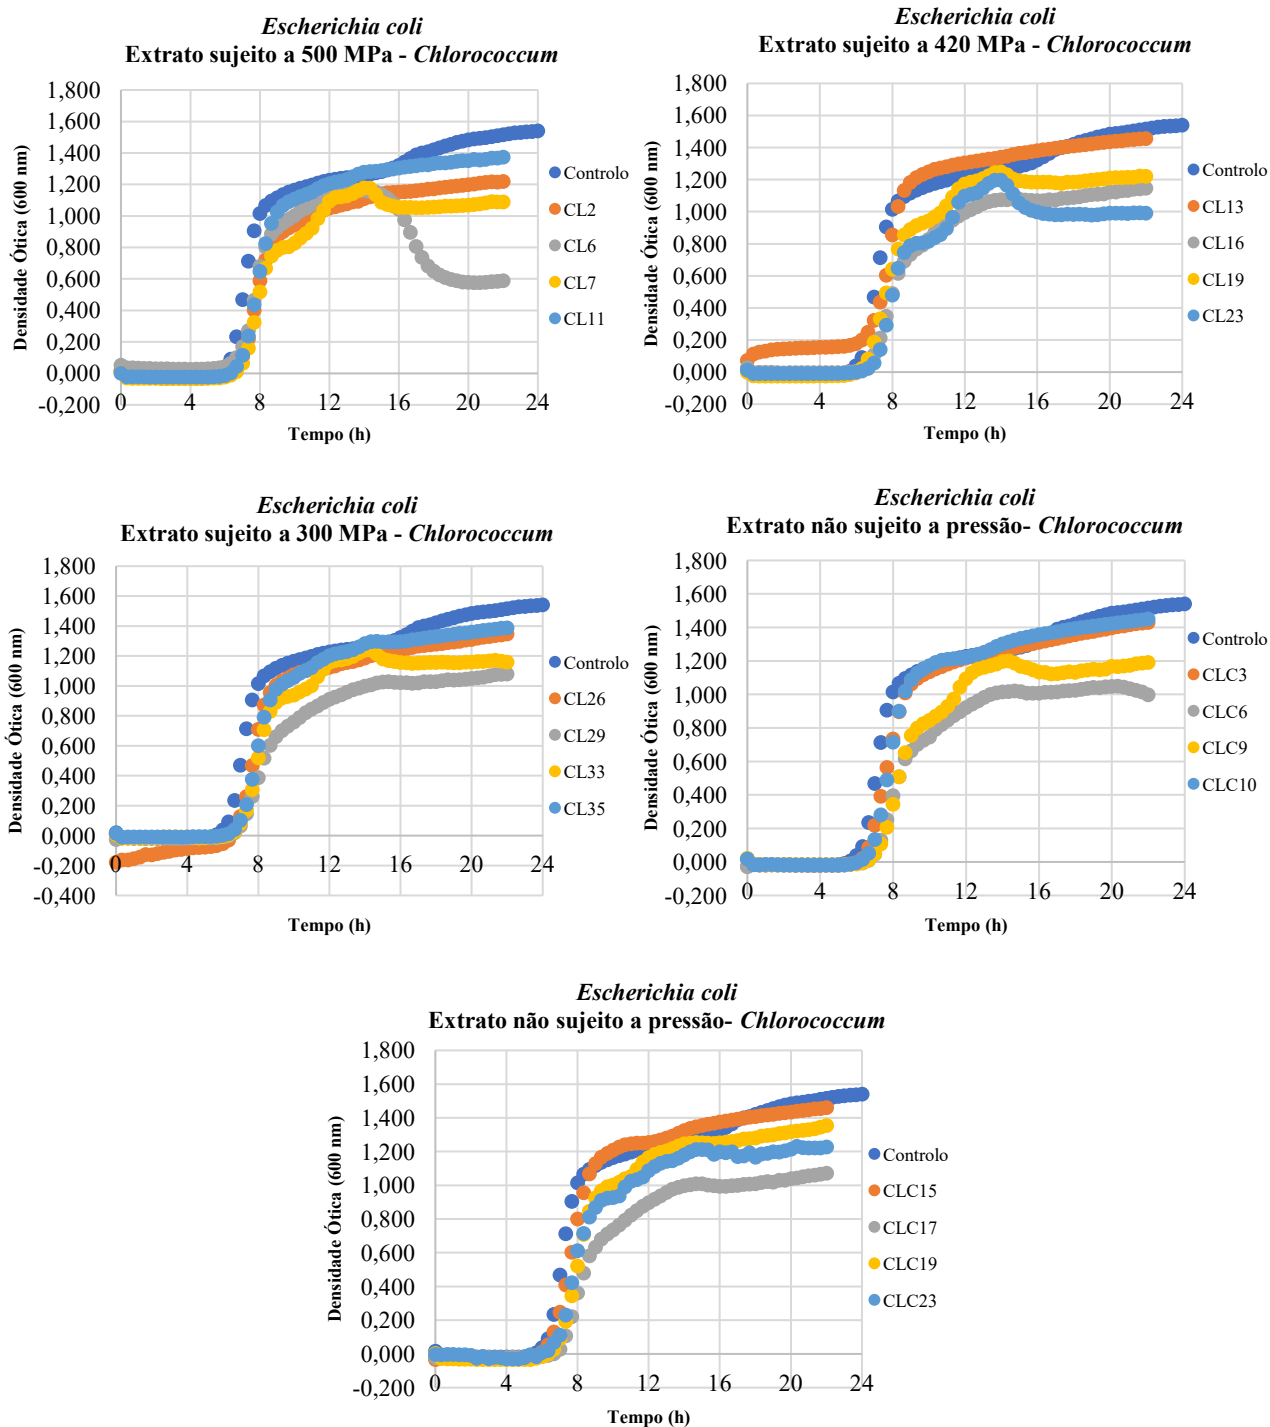 Escherichia coli
Extrato sujeito a 500 MPa - Chlorococcum
1,800
1,600
1,400
1,200
1,000
0,800
0,600
0,400
0,200
0,000
-0,200
0 4 8 12 16 20 24
Densidade Ótica (600 nm)
Tempo (h)
Controlo
CL2
CL6
CL7
CL11
Escherichia coli
Extrato sujeito a 420 MPa - Chlorococcum
1,800
1,600
1,400
1,200
1,000
0,800
0,600
0,400
0,200
0,000
-0,200
0 4 8 12 16 20 24
Densidade Ótica (600 nm)
Tempo (h)
Controlo
CL13
CL16
CL19
CL23
Escherichia coli
Extrato sujeito a 300 MPa - Chlorococcum
1,800
1,600
1,400
1,200
1,000
0,800
0,600
0,400
0,200
0,000
-0,200
-0,400
0 4 8 12 16 20 24
Densidade Ótica (600 nm)
Tempo (h)
Controlo
CL26
CL29
CL33
CL35
Escherichia coli
Extrato não sujeito a pressão- Chlorococcum
1,800
1,600
1,400
1,200
1,000
0,800
0,600
0,400
0,200
0,000
-0,200
0 4 8 12 16 20 24
Densidade Ótica (600 nm)
Tempo (h)
Controlo
CLC3
CLC6
CLC9
CLC10
Escherichia coli
Extrato não sujeito a pressão- Chlorococcum
1,800
1,600
1,400
1,200
1,000
0,800
0,600
0,400
0,200
0,000
-0,200
0 4 8 12 16 20 24
Densidade Ótica (600 nm)
Tempo (h)
Controlo
CLC15
CLC17
CLC19
CLC23